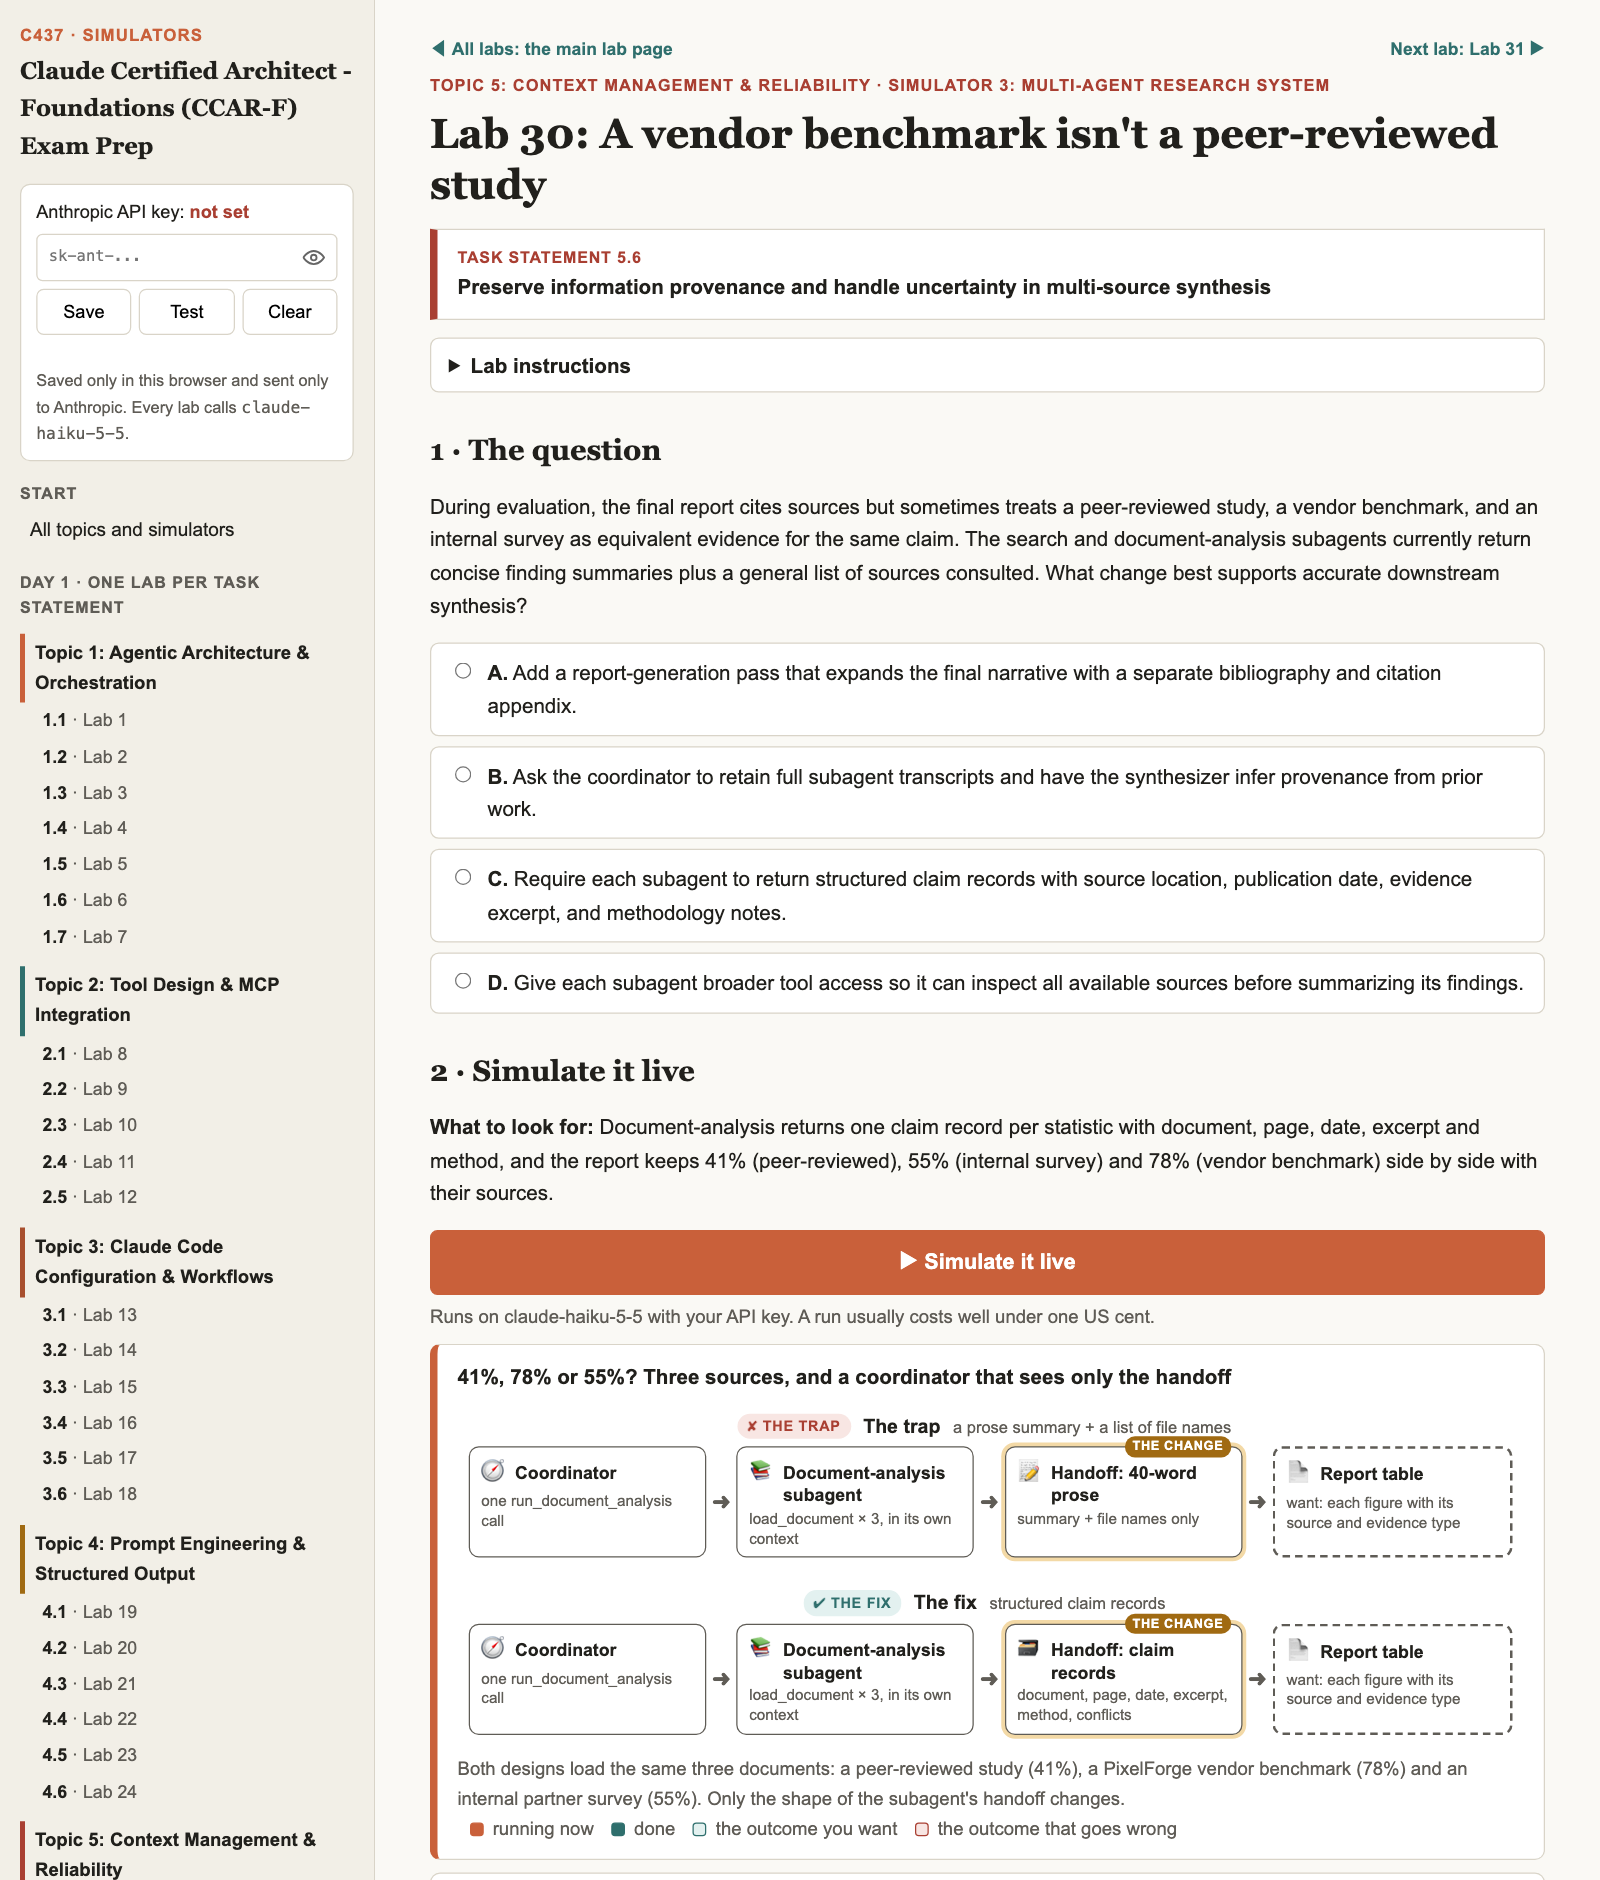 C437 · SIMULATORS
Claude Certified Architect -
Foundations (CCAR-F)
Exam Prep
Anthropic API key: not set
sk-ant-...
Save
Test
Clear
Saved only in this browser and sent only
to Anthropic. Every lab calls claude-
haiku-5-5.
START
All topics and simulators
DAY 1 · ONE LAB PER TASK
STATEMENT
Topic 1: Agentic Architecture &
Orchestration
1.1 · Lab 1
1.2 · Lab 2
1.3 · Lab 3
1.4 · Lab 4
1.5 · Lab 5
1.6 · Lab 6
1.7 · Lab 7
Topic 2: Tool Design & MCP
Integration
2.1 · Lab 8
2.2 · Lab 9
2.3 · Lab 10
2.4 · Lab 11
2.5 · Lab 12
Topic 3: Claude Code
Configuration & Workflows
3.1 · Lab 13
3.2 · Lab 14
3.3 · Lab 15
3.4 · Lab 16
3.5 · Lab 17
3.6 · Lab 18
Topic 4: Prompt Engineering &
Structured Output
4.1 · Lab 19
4.2 · Lab 20
4.3 · Lab 21
4.4 · Lab 22
4.5 · Lab 23
4.6 · Lab 24
Topic 5: Context Management &
Reliability
◀ All labs: the main lab page
Next lab: Lab 31 ▶
TOPIC 5: CONTEXT MANAGEMENT & RELIABILITY · SIMULATOR 3: MULTI-AGENT RESEARCH SYSTEM
Lab 30: A vendor benchmark isn't a peer-reviewed
study
TASK STATEMENT 5.6
Preserve information provenance and handle uncertainty in multi-source synthesis
▶ Lab instructions
1 · The question
During evaluation, the final report cites sources but sometimes treats a peer-reviewed study, a vendor benchmark, and an
internal survey as equivalent evidence for the same claim. The search and document-analysis subagents currently return
concise finding summaries plus a general list of sources consulted. What change best supports accurate downstream
synthesis?
A. Add a report-generation pass that expands the final narrative with a separate bibliography and citation
appendix.
B. Ask the coordinator to retain full subagent transcripts and have the synthesizer infer provenance from prior
work.
C. Require each subagent to return structured claim records with source location, publication date, evidence
excerpt, and methodology notes.
D. Give each subagent broader tool access so it can inspect all available sources before summarizing its findings.
2 · Simulate it live
What to look for: Document-analysis returns one claim record per statistic with document, page, date, excerpt and
method, and the report keeps 41% (peer-reviewed), 55% (internal survey) and 78% (vendor benchmark) side by side with
their sources.
▶ Simulate it live
Runs on claude-haiku-5-5 with your API key. A run usually costs well under one US cent.
41%, 78% or 55%? Three sources, and a coordinator that sees only the handoff
✘ THE TRAP The trap a prose summary + a list of file names
Coordinator
one run_document_analysis
call
➔
Document-analysis
subagent
load_document × 3, in its own
context
➔
THE CHANGE
Handoff: 40-word
prose
summary + file names only
➔
Report table
want: each figure with its
source and evidence type
✔ THE FIX The fix structured claim records
Coordinator
one run_document_analysis
call
➔
Document-analysis
subagent
load_document × 3, in its own
context
➔
THE CHANGE
Handoff: claim
records
document, page, date, excerpt,
method, conflicts
➔
Report table
want: each figure with its
source and evidence type
Both designs load the same three documents: a peer-reviewed study (41%), a PixelForge vendor benchmark (78%) and an
internal partner survey (55%). Only the shape of the subagent's handoff changes.
running now done the outcome you want the outcome that goes wrong